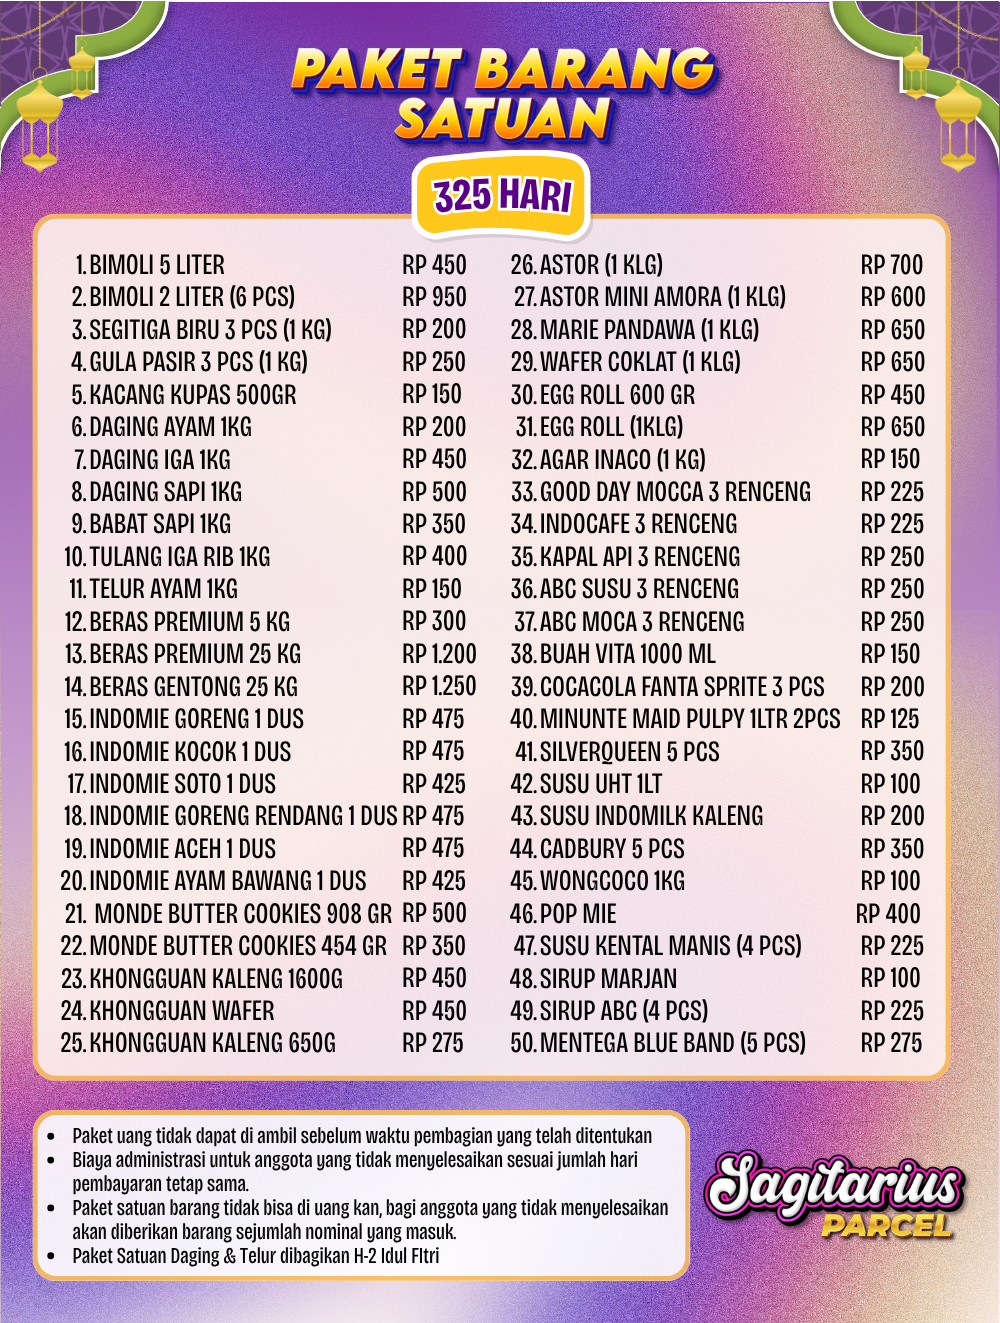 PAKET BARANG
SATUAN
325 HARI
1. BIMOLI 5 LITER RP 450
2. BIMOLI 2 LITER (6 PCS) RP 950
3. SEGITIGA BIRU 3 PCS (1 KG) RP 200
4. GULA PASIR 3 PCS (1 KG) RP 250
5. KACANG KUPAS 500GR RP 150
6. DAGING AYAM 1KG RP 200
7. DAGING IGA 1KG RP 450
8. DAGING SAPI 1KG RP 500
9. BABAT SAPI 1KG RP 350
10. TULANG IGA RIB 1KG RP 400
11. TELUR AYAM 1KG RP 150
12. BERAS PREMIUM 5 KG RP 300
13. BERAS PREMIUM 25 KG RP 1.200
14. BERAS GENTONG 25 KG RP 1.250
15. INDOMIE GORENG 1 DUS RP 475
16. INDOMIE KOCOK 1 DUS RP 475
17. INDOMIE SOTO 1 DUS RP 425
18. INDOMIE GORENG RENDANG 1 DUS RP 475
19. INDOMIE ACEH 1 DUS RP 475
20. INDOMIE AYAM BAWANG 1 DUS RP 425
21. MONDE BUTTER COOKIES 908 GR RP 500
22. MONDE BUTTER COOKIES 454 GR RP 350
23. KHONGGUAN KALENG 1600G RP 450
24. KHONGGUAN WAFER RP 450
25. KHONGGUAN KALENG 650G RP 275
26. ASTOR (1 KLG) RP 700
27. ASTOR MINI AMORA (1 KLG) RP 600
28. MARIE PANDAWA (1 KLG) RP 650
29. WAFER COKLAT (1 KLG) RP 650
30. EGG ROLL 600 GR RP 450
31. EGG ROLL (1KLG) RP 650
32. AGAR INACO (1 KG) RP 150
33. GOOD DAY MOCCA 3 RENCENG RP 225
34. INDOCAFE 3 RENCENG RP 225
35. KAPAL API 3 RENCENG RP 250
36. ABC SUSU 3 RENCENG RP 250
37. ABC MOCA 3 RENCENG RP 250
38. BUAH VITA 1000 ML RP 150
39. COCACOLA FANTA SPRITE 3 PCS RP 200
40. MINUNTE MAID PULPY 1LTR 2PCS RP 125
41. SILVERQUEEN 5 PCS RP 350
42. SUSU UHT 1LT RP 100
43. SUSU INDOMILK KALENG RP 200
44. CADBURY 5 PCS RP 350
45. WONGCOCO 1KG RP 100
46. POP MIE RP 400
47. SUSU KENTAL MANIS (4 PCS) RP 225
48. SIRUP MARJAN RP 100
49. SIRUP ABC (4 PCS) RP 225
50. MENTEGA BLUE BAND (5 PCS) RP 275
• Paket uang tidak dapat di ambil sebelum waktu pembagian yang telah ditentukan
• Biaya administrasi untuk anggota yang tidak menyelesaikan sesuai jumlah hari
pembayaran tetap sama.
• Paket satuan barang tidak bisa di uang kan, bagi anggota yang tidak menyelesaikan
akan diberikan barang sejumlah nominal yang masuk.
• Paket Satuan Daging & Telur dibagikan H-2 Idul FItri
Sagitarius
PARCEL